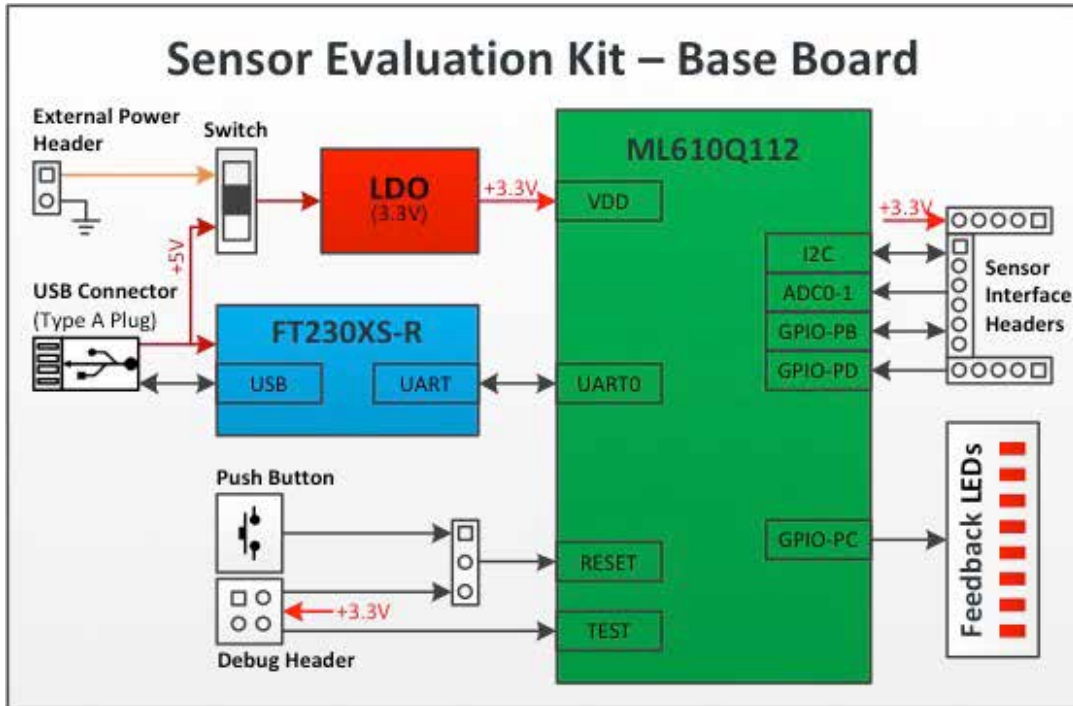 Sensor Evaluation Kit – Base Board
External Power
Header
Switch
LDO
(3.3V)
+3.3V
ML610Q112
VDD
+3.3V
I2C
ADC0-1
GPIO-PB
GPIO-PD
Sensor
Interface
Headers
+5V
USB Connector
(Type A Plug)
FT230XS-R
USB
UART
UART0
Push Button
RESET
+3.3V
TEST
Debug Header
GPIO-PC
Feedback LEDs